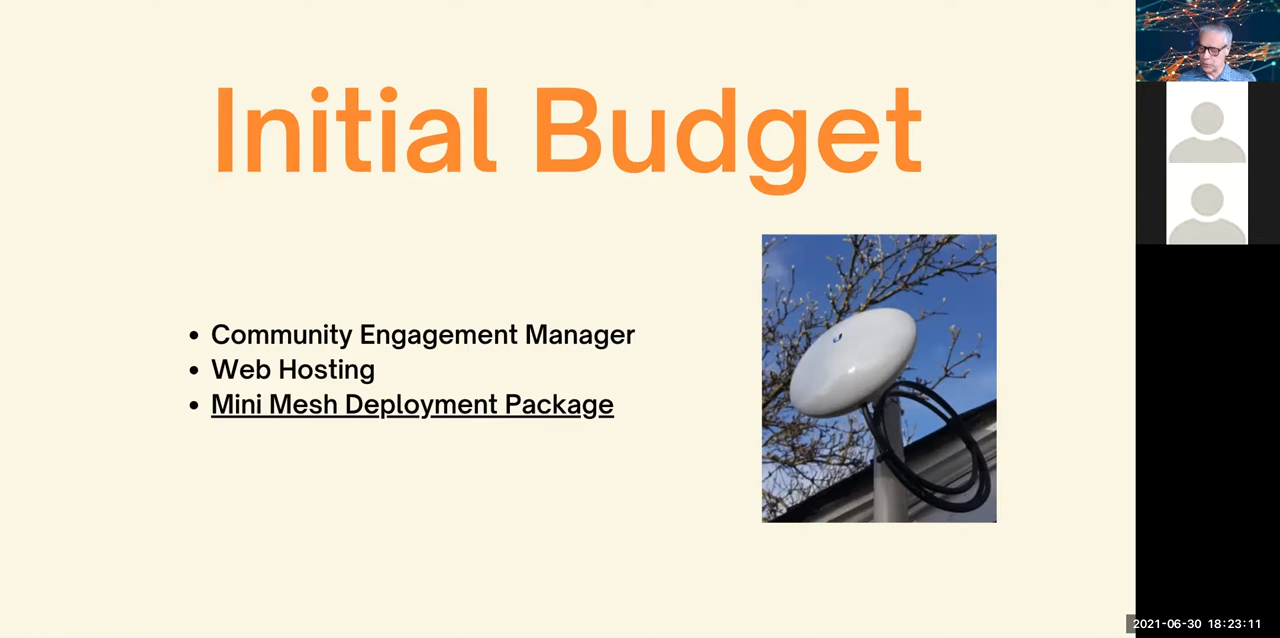 Initial Budget
• Community Engagement Manager
• Web Hosting
• Mini Mesh Deployment Package
2021-06-30 18:23:11